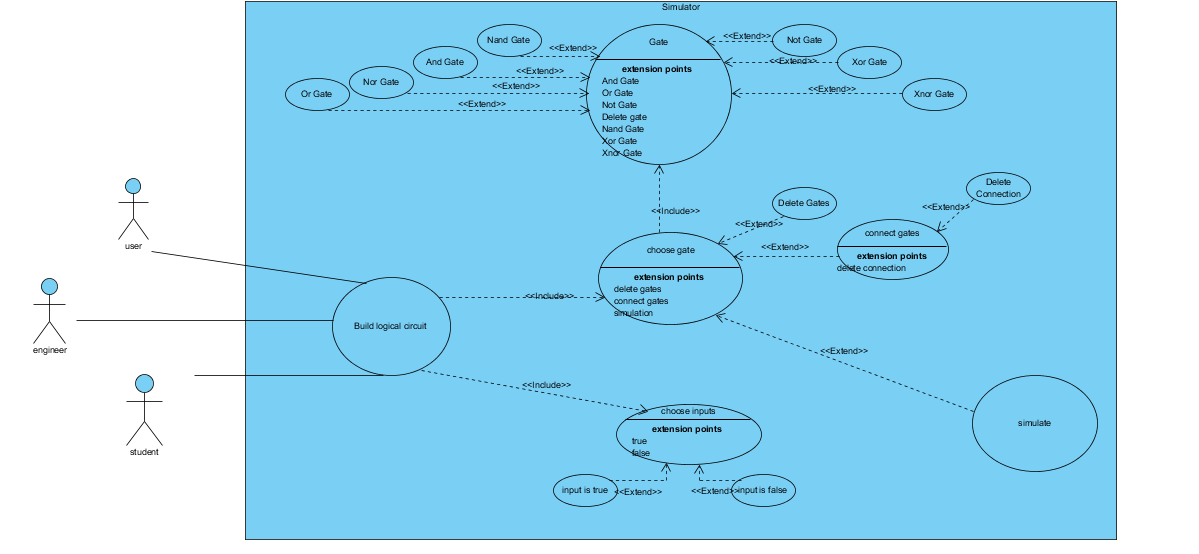 Simulator
Nand Gate
<<Extend>>
Gate
<<Extend>>
Not Gate
And Gate
<<Extend>>
<<Extend>>
Xor Gate
Nor Gate
<<Extend>>
Or Gate
<<Extend>>
<<Extend>>
Xnor Gate
extension points
And Gate
Or Gate
Not Gate
Delete gate
Nand Gate
Xor Gate
Xnor Gate
<<Include>>
Delete Gates
<<Extend>>
Delete
Connection
<<Extend>>
user
choose gate
<<Extend>>
connect gates
extension points
delete connection
extension points
delete gates
connect gates
simulation
<<Include>>
Build logical circuit
engineer
<<Extend>>
<<Include>>
choose inputs
extension points
true
false
simulate
student
input is true
<<Extend>>
<<Extend>>
input is false